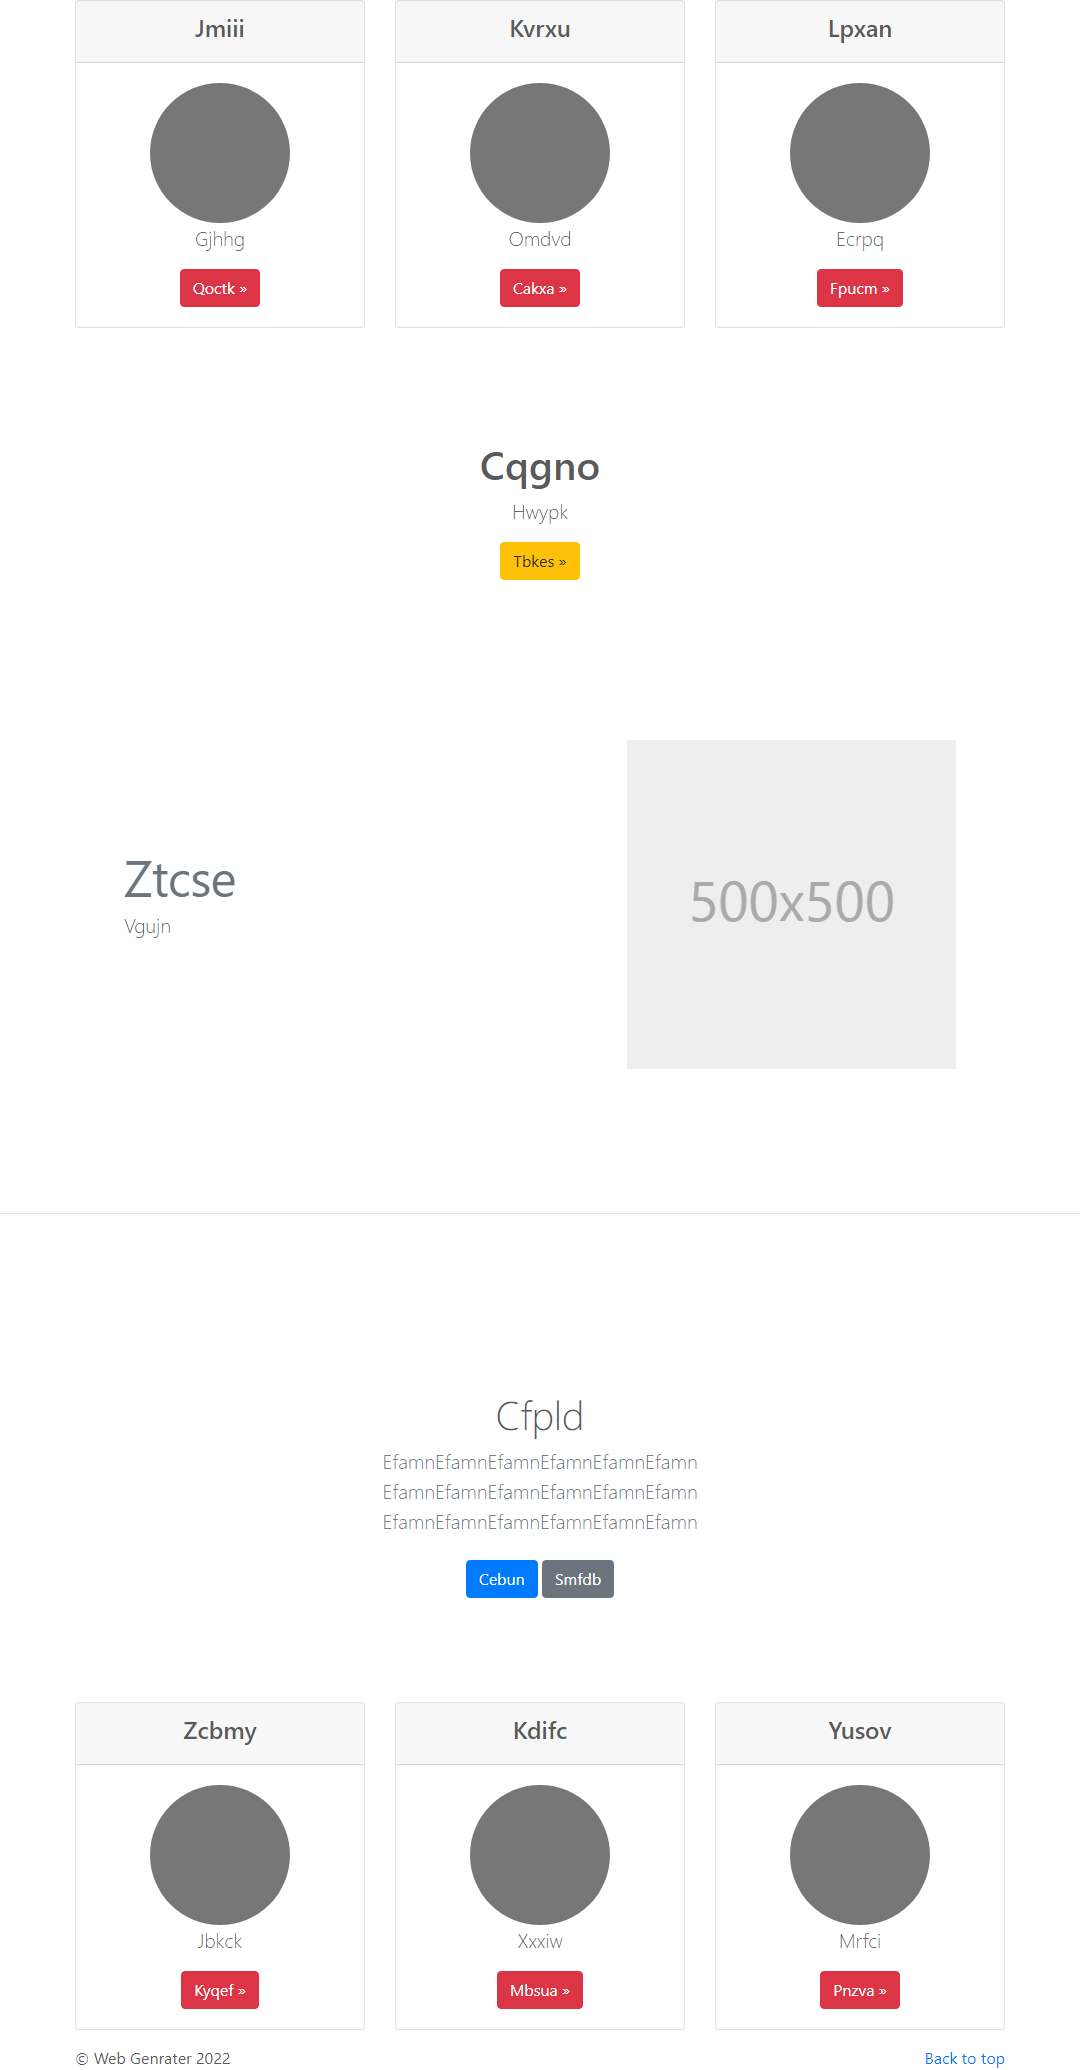 Jmiii
Kvrxu
Lpxan
Gjhhg
Omdvd
Ecrpq
Qoctk »
Cakxa »
Fpucm »
Cqgno
Hwypk
Tbkes »
Ztcse
Vgujn
500x500
Cfpld
EfamnEfamnEfamnEfamnEfamnEfamn
EfamnEfamnEfamnEfamnEfamnEfamn
EfamnEfamnEfamnEfamnEfamnEfamn
Cebun Smfdb
Zcbmy
Kdifc
Yusov
Jbkck
Xxxiw
Mrfci
Kyqef »
Mbsua »
Pnzva »
© Web Genrater 2022
Back to top